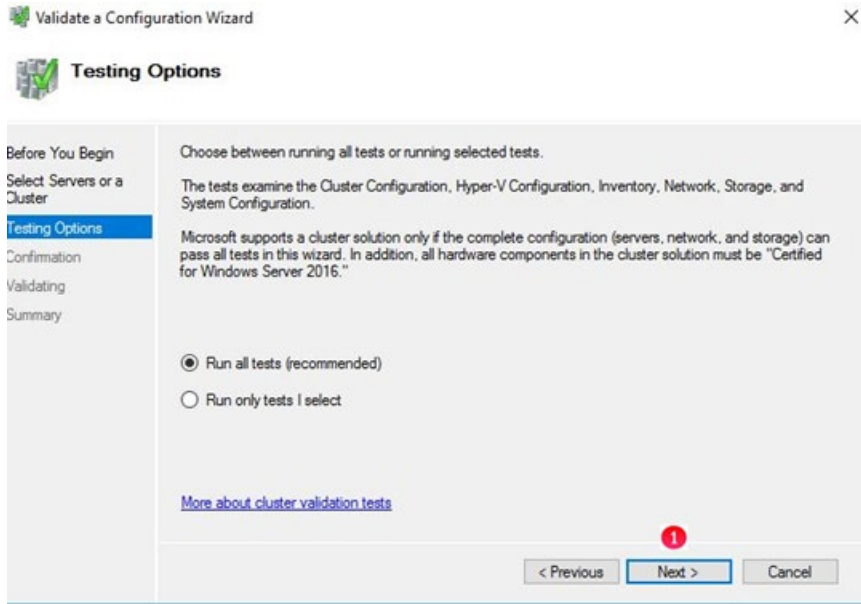 Validate a Configuration Wizard
Testing Options
Before You Begin
Select Servers or a
Cluster
Testing Options
Confirmation
Validating
Summary
Choose between running all tests or running selected tests.
The tests examine the Cluster Configuration, Hyper-V Configuration, Inventory, Network, Storage, and
System Configuration.
Microsoft supports a cluster solution only if the complete configuration (servers, network, and storage) can
pass all tests in this wizard. In addition, all hardware components in the cluster solution must be "Certified
for Windows Server 2016."
Run all tests (recommended)
Run only tests I select
More about cluster validation tests
1
< Previous
Next >
Cancel